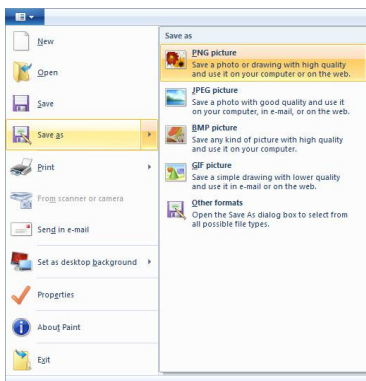 New
Open
Save
Save as
Print
From scanner or camera
Send in e-mail
Set as desktop background
Properties
About Paint
Exit
Save as
PNG picture
Save a photo or drawing with high quality
and use it on your computer or on the web.
JPEG picture
Save a photo with good quality and use it
on your computer, in e-mail, or on the web.
BMP picture
Save any kind of picture with high quality
and use it on your computer.
GIF picture
Save a simple drawing with lower quality
and use it in e-mail or on the web.
Other formats
Open the Save As dialog box to select from
all possible file types.